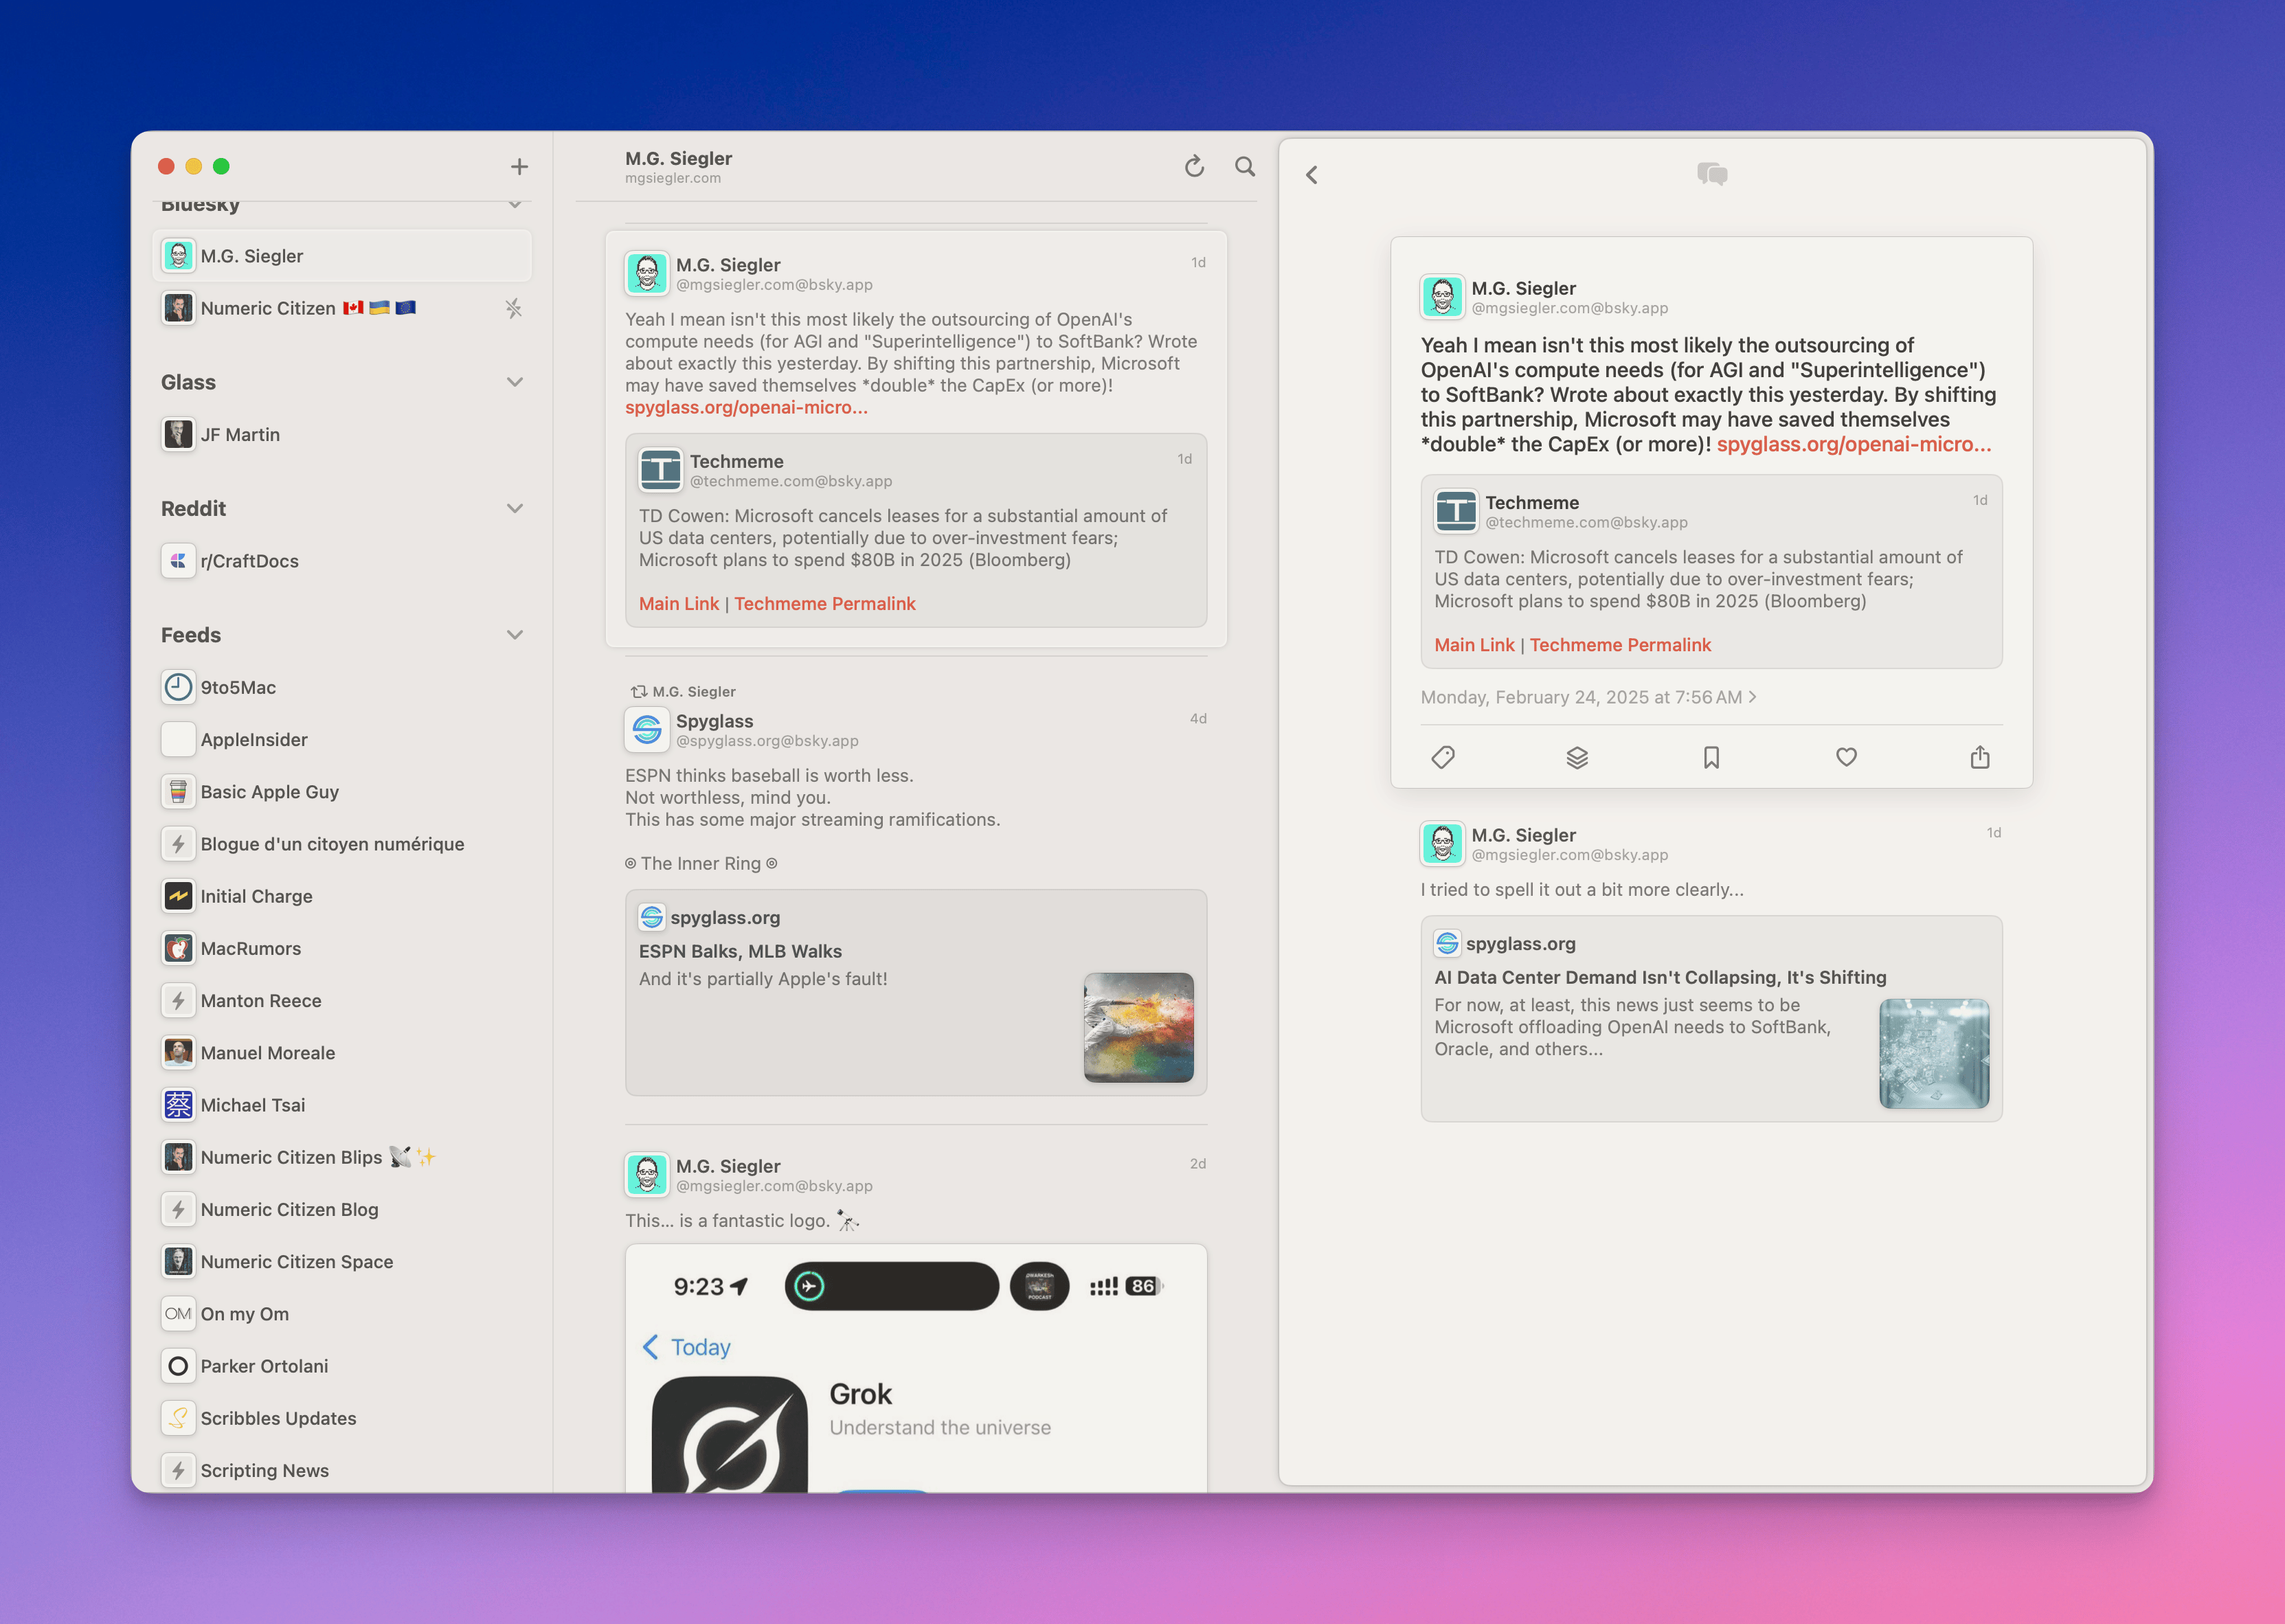 Bluesky
M.G. Siegler
Numeric Citizen 🇨🇦 🇺🇦 🇪🇺
Glass
JF Martin
Reddit
r/CraftDocs
Feeds
9to5Mac
AppleInsider
Basic Apple Guy
Blogue d'un citoyen numérique
Initial Charge
MacRumors
Manton Reece
Manuel Moreale
蔡 Michael Tsai
Numeric Citizen Blips 📡✨
Numeric Citizen Blog
Numeric Citizen Space
OM On my Om
Parker Ortolani
Scribbles Updates
Scripting News
M.G. Siegler
mgsiegler.com
M.G. Siegler 1d
@mgsiegler.com@bsky.app
Yeah I mean isn't this most likely the outsourcing of OpenAI's
compute needs (for AGI and "Superintelligence") to SoftBank? Wrote
about exactly this yesterday. By shifting this partnership, Microsoft
may have saved themselves *double* the CapEx (or more)!
spyglass.org/openai-micro...
T Techmeme 1d
@techmeme.com@bsky.app
TD Cowen: Microsoft cancels leases for a substantial amount of
US data centers, potentially due to over-investment fears;
Microsoft plans to spend $80B in 2025 (Bloomberg)
Main Link | Techmeme Permalink
M.G. Siegler
Spyglass 4d
@spyglass.org@bsky.app
ESPN thinks baseball is worth less.
Not worthless, mind you.
This has some major streaming ramifications.
◎ The Inner Ring ◎
spyglass.org
ESPN Balks, MLB Walks
And it's partially Apple's fault!
M.G. Siegler 2d
@mgsiegler.com@bsky.app
This... is a fantastic logo. 🔭
9:23 DWARKESH PODCAST 86
Today
Grok
Understand the universe
M.G. Siegler
@mgsiegler.com@bsky.app
Yeah I mean isn't this most likely the outsourcing of
OpenAI's compute needs (for AGI and "Superintelligence")
to SoftBank? Wrote about exactly this yesterday. By shifting
this partnership, Microsoft may have saved themselves
*double* the CapEx (or more)! spyglass.org/openai-micro...
T Techmeme 1d
@techmeme.com@bsky.app
TD Cowen: Microsoft cancels leases for a substantial amount of
US data centers, potentially due to over-investment fears;
Microsoft plans to spend $80B in 2025 (Bloomberg)
Main Link | Techmeme Permalink
Monday, February 24, 2025 at 7:56 AM >
M.G. Siegler 1d
@mgsiegler.com@bsky.app
I tried to spell it out a bit more clearly...
spyglass.org
AI Data Center Demand Isn't Collapsing, It's Shifting
For now, at least, this news just seems to be
Microsoft offloading OpenAI needs to SoftBank,
Oracle, and others...